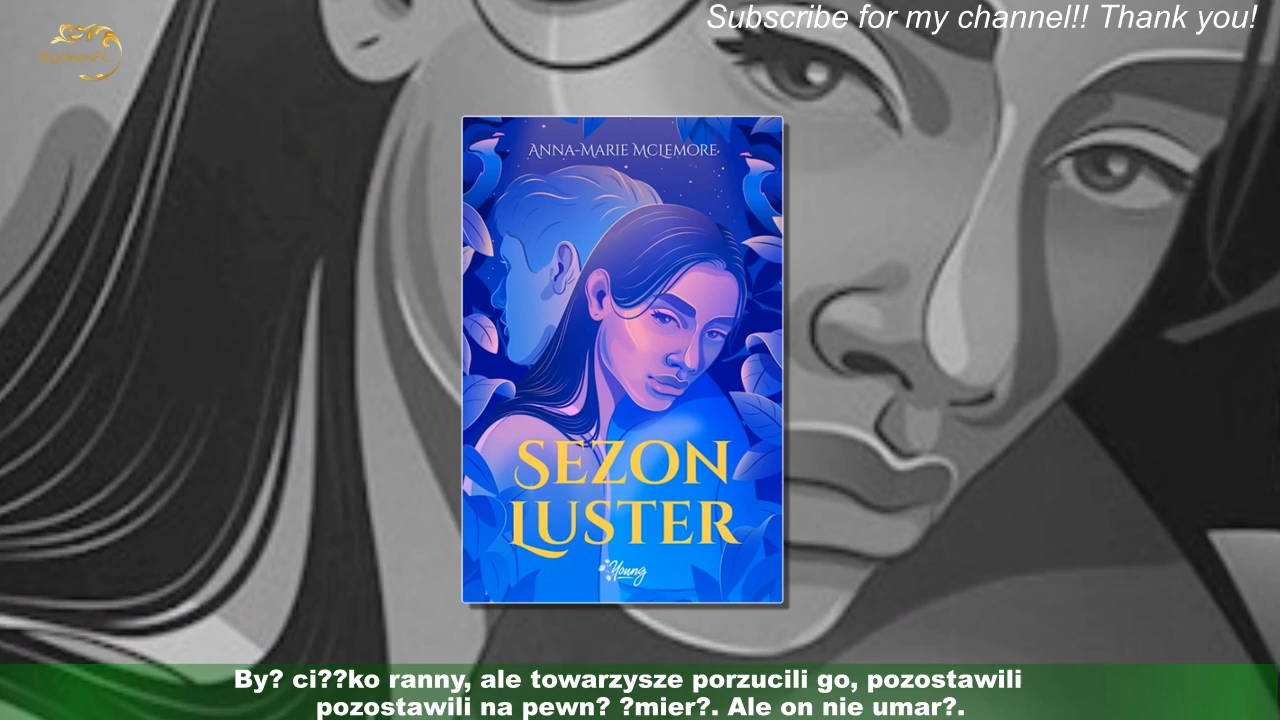 Subscribe for my channel!! Thank you!
ANNA-MARIE MCLEMORE
SEZON
LUSTER
Young
By? ci??ko ranny, ale towarzysze porzucili go, pozostawili
pozostawili na pewn? ?mier?. Ale on nie umar?.